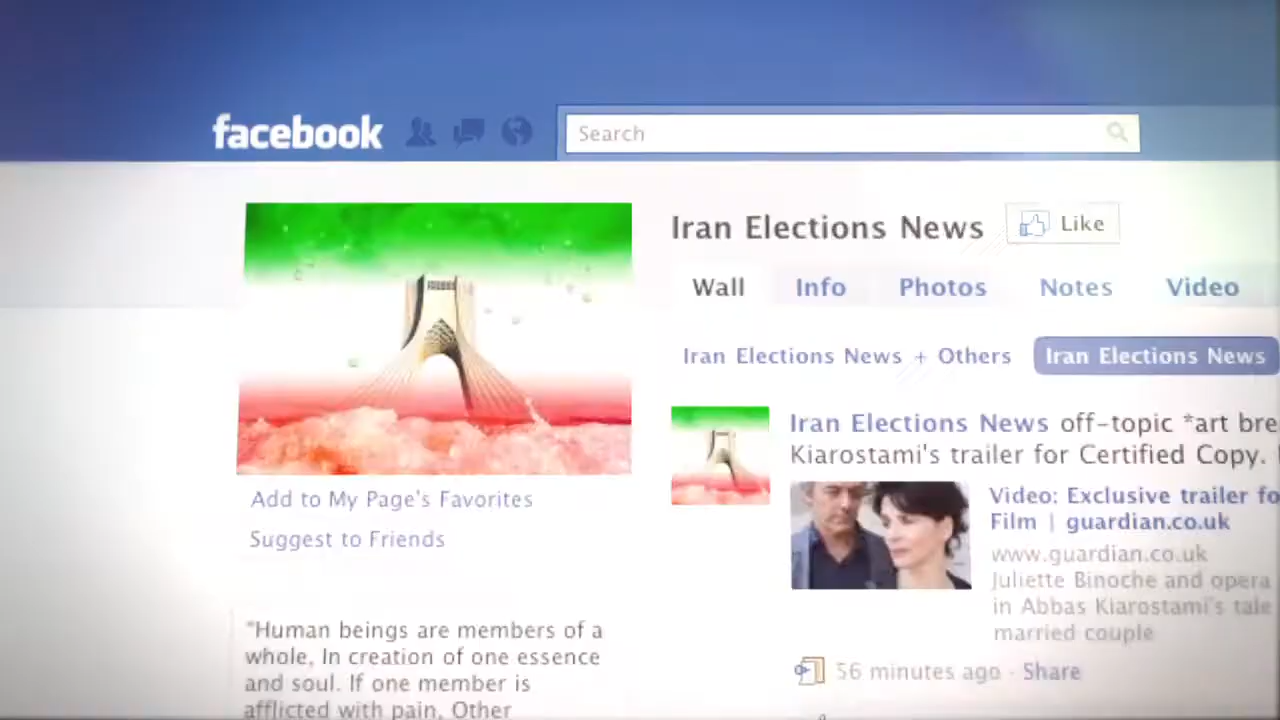 facebook
Search
Iran Elections News
Like
Wall Info Photos Notes Video
Iran Elections News + Others
Iran Elections News
Iran Elections News off-topic *art bre
Kiarostami's trailer for Certified Copy.
Video: Exclusive trailer fo
Film | guardian.co.uk
www.guardian.co.uk
Juliette Binoche and opera
in Abbas Kiarostami's tale
married couple
56 minutes ago · Share
Add to My Page's Favorites
Suggest to Friends
"Human beings are members of a
whole, In creation of one essence
and soul. If one member is
afflicted with pain, Other